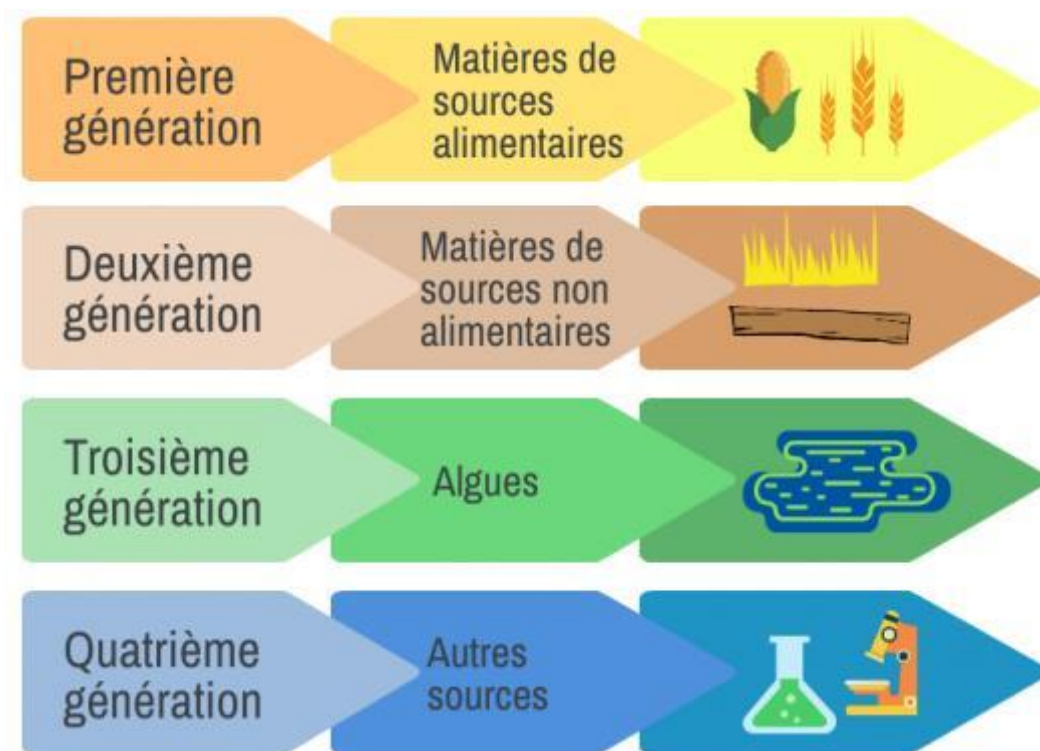 Première
génération
Matières de
sources
alimentaires
Deuxième
génération
Matières de
sources non
alimentaires
Troisième
génération
Algues
Quatrième
génération
Autres
sources